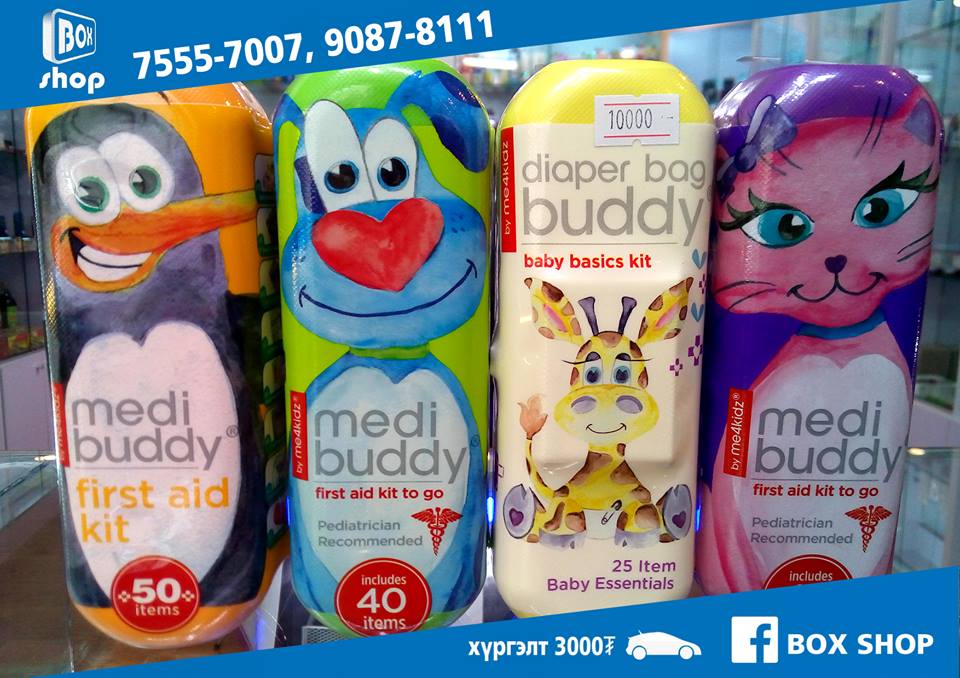 BOX
shop
7555-7007, 9087-8111
by me4kidz®
medi
buddy®
first aid
kit
50
items
by me4kidz®
medi
buddy®
first aid kit to go
Pediatrician
Recommended
includes
40
items
10000
by me4kidz
diaper bag
buddy®
baby basics kit
25 Item
Baby Essentials
by me4kidz®
medi
buddy®
first aid kit to go
Pediatrician
Recommended
includes
хүргэлт 3000₮
f BOX SHOP